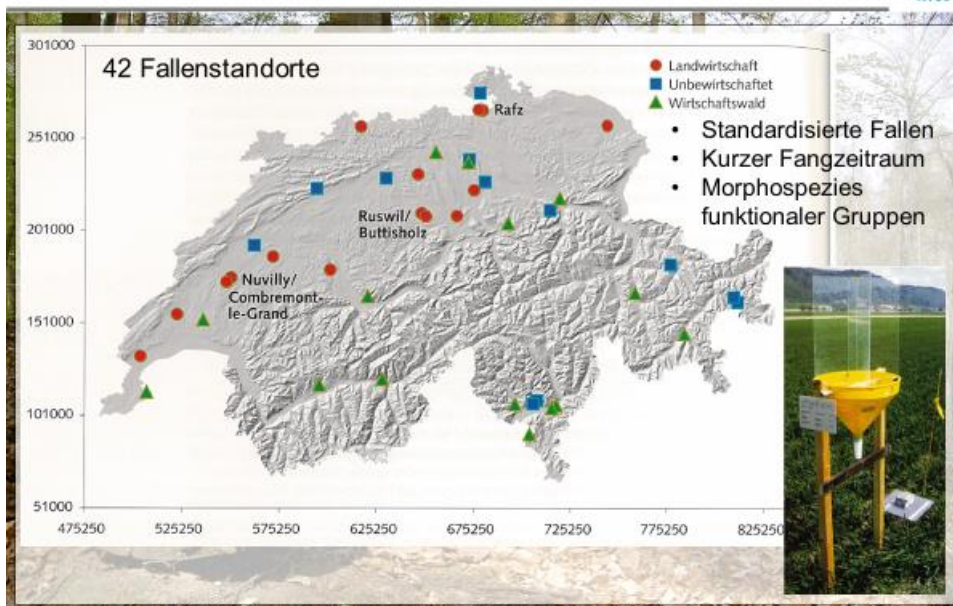 42 Fallenstandorte
Landwirtschaft
Unbewirtschaftet
Wirtschaftswald
• Standardisierte Fallen
• Kurzer Fangzeitraum
• Morphospezies
funktionaler Gruppen
Rafz
Ruswil/
Buttisholz
Nuvilly/
Combremont-
le-Grand
301000
251000
201000
151000
101000
51000
475250 525250 575250 625250 675250 725250 775250 825250